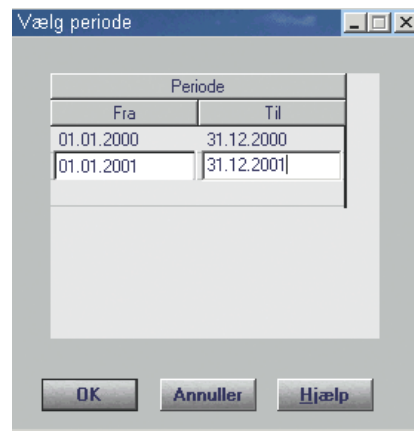 Vælg periode
Periode
Fra Til
01.01.2000 31.12.2000
01.01.2001 31.12.2001
OK Annuller Hjælp